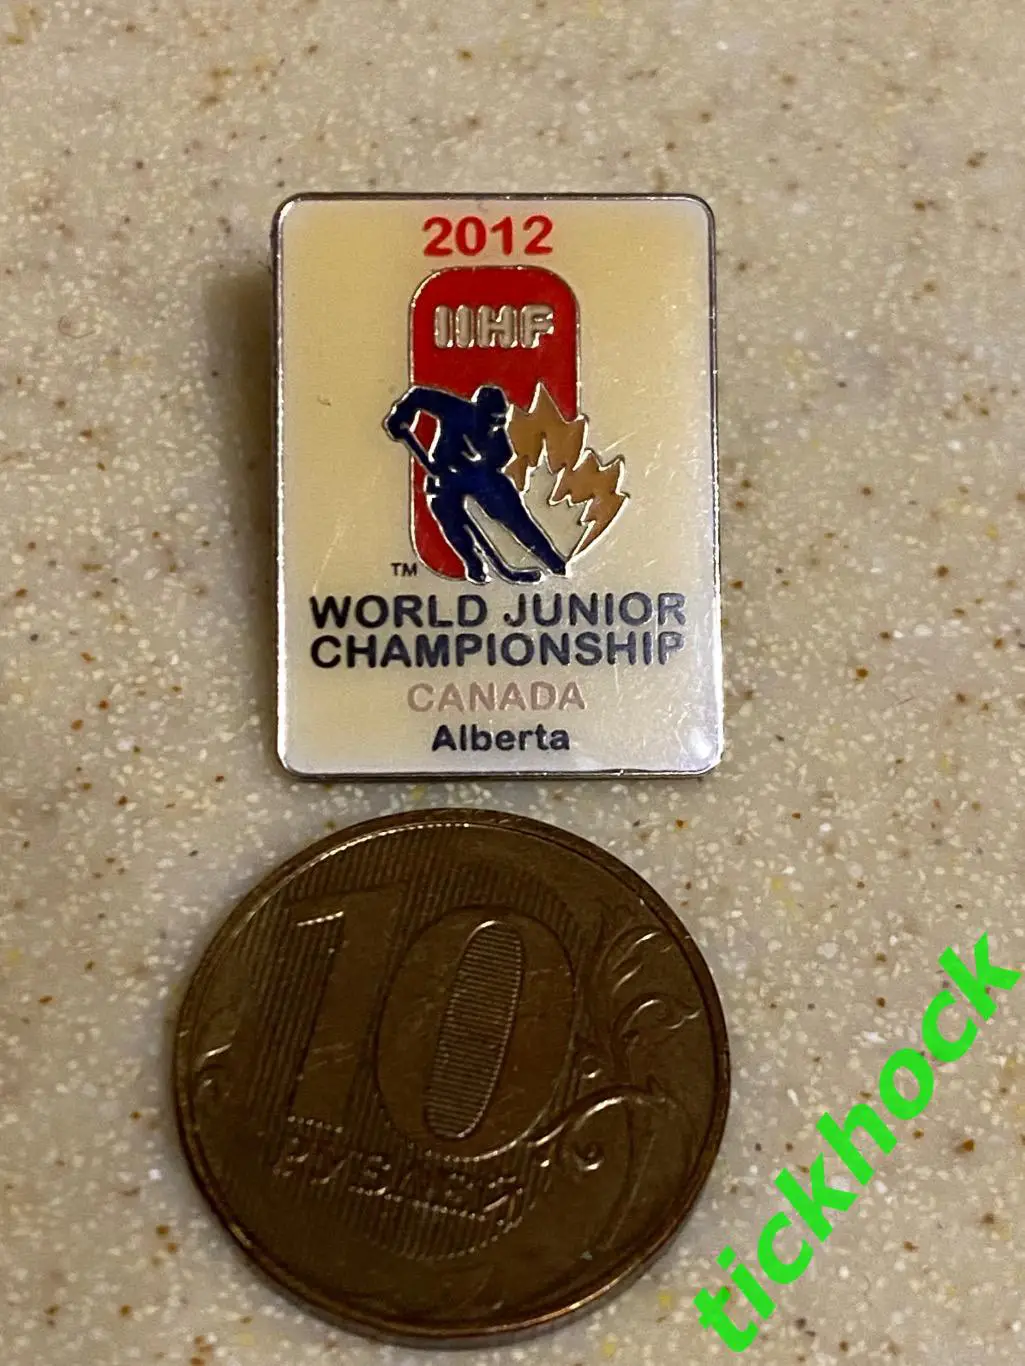 2012
IIHF
TM
WORLD JUNIOR
CHAMPIONSHIP
CANADA
Alberta
10
РУБЛЕЙ
tickhock